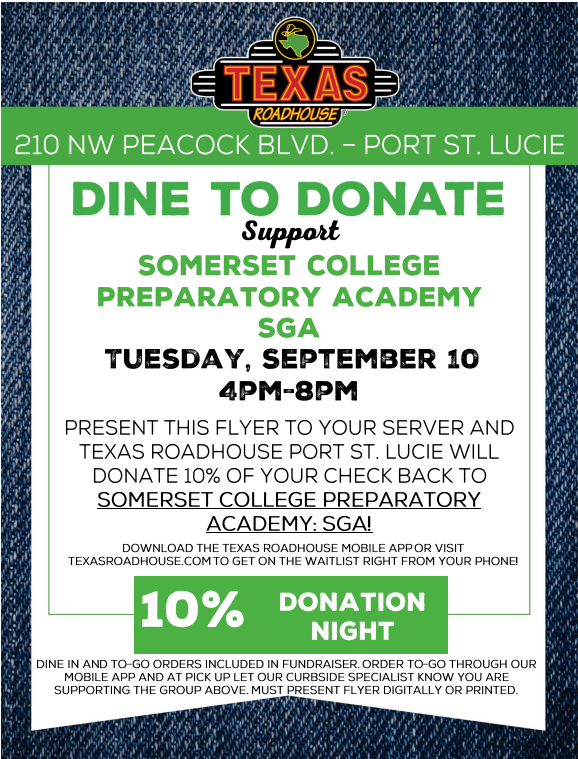 TEXAS
ROADHOUSE
210 NW PEACOCK BLVD. – PORT ST. LUCIE
DINE TO DONATE
Support
SOMERSET COLLEGE
PREPARATORY ACADEMY
SGA
TUESDAY, SEPTEMBER 10
4PM-8PM
PRESENT THIS FLYER TO YOUR SERVER AND
TEXAS ROADHOUSE PORT ST. LUCIE WILL
DONATE 10% OF YOUR CHECK BACK TO
SOMERSET COLLEGE PREPARATORY
ACADEMY: SGA!
DOWNLOAD THE TEXAS ROADHOUSE MOBILE APP OR VISIT
TEXASROADHOUSE.COM TO GET ON THE WAITLIST RIGHT FROM YOUR PHONE!
10% DONATION
NIGHT
DINE IN AND TO-GO ORDERS INCLUDED IN FUNDRAISER. ORDER TO-GO THROUGH OUR
MOBILE APP AND AT PICK UP LET OUR CURBSIDE SPECIALIST KNOW YOU ARE
SUPPORTING THE GROUP ABOVE. MUST PRESENT FLYER DIGITALLY OR PRINTED.